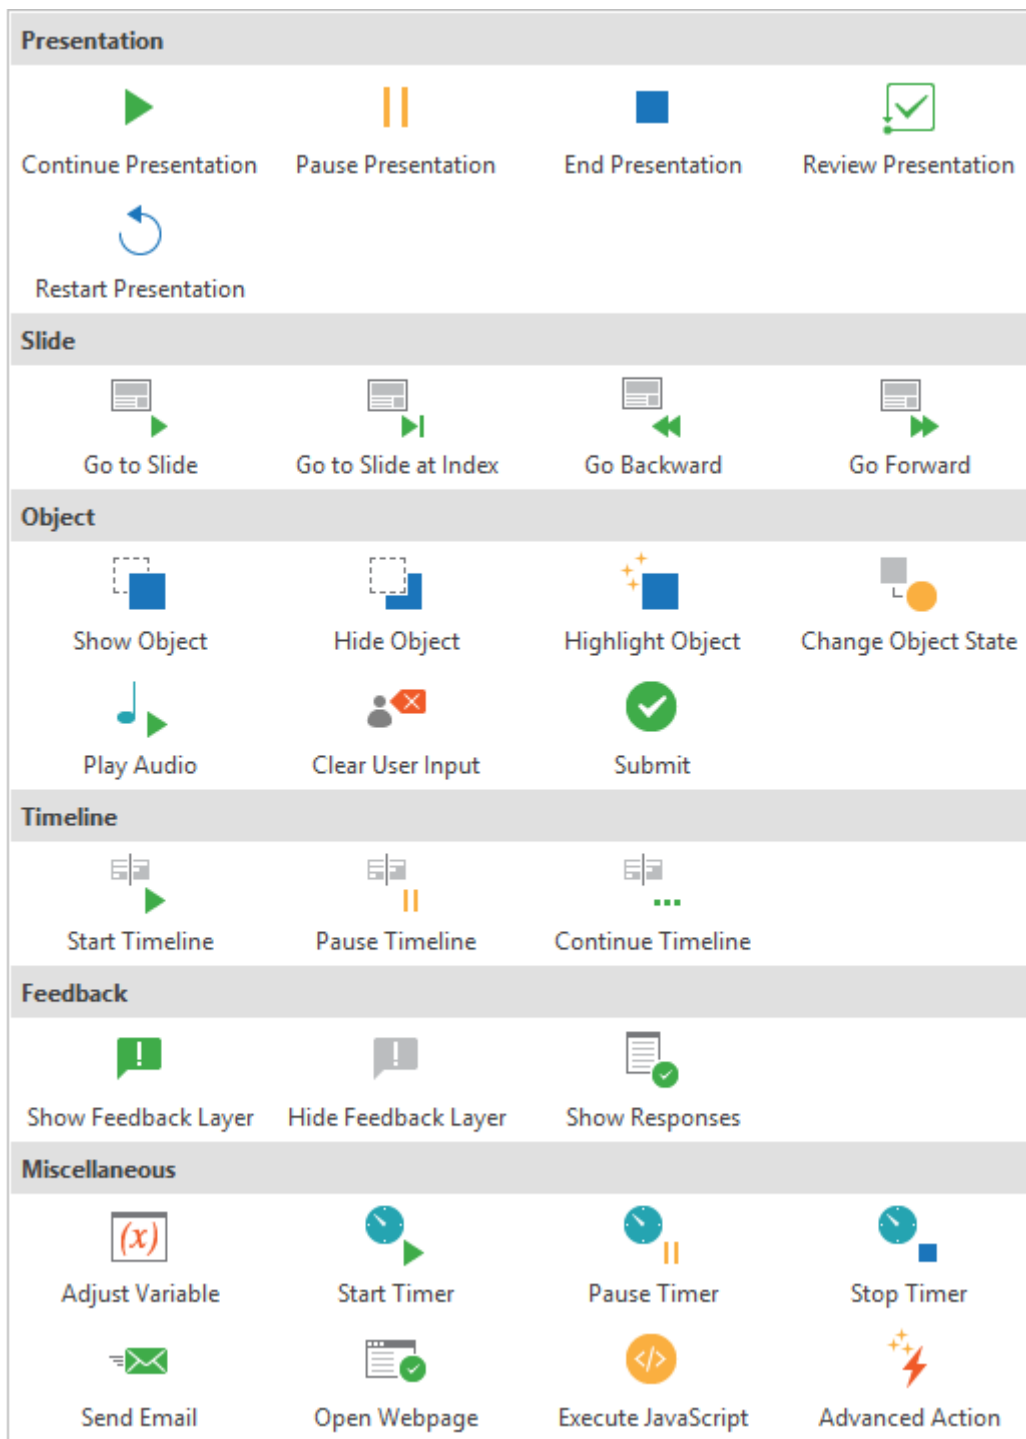 Presentation
Continue Presentation Pause Presentation End Presentation Review Presentation
Restart Presentation
Slide
Go to Slide Go to Slide at Index Go Backward Go Forward
Object
Show Object Hide Object Highlight Object Change Object State
Play Audio Clear User Input Submit
Timeline
Start Timeline Pause Timeline Continue Timeline
Feedback
Show Feedback Layer Hide Feedback Layer Show Responses
Miscellaneous
(x)
Adjust Variable Start Timer Pause Timer Stop Timer
</>
Send Email Open Webpage Execute JavaScript Advanced Action